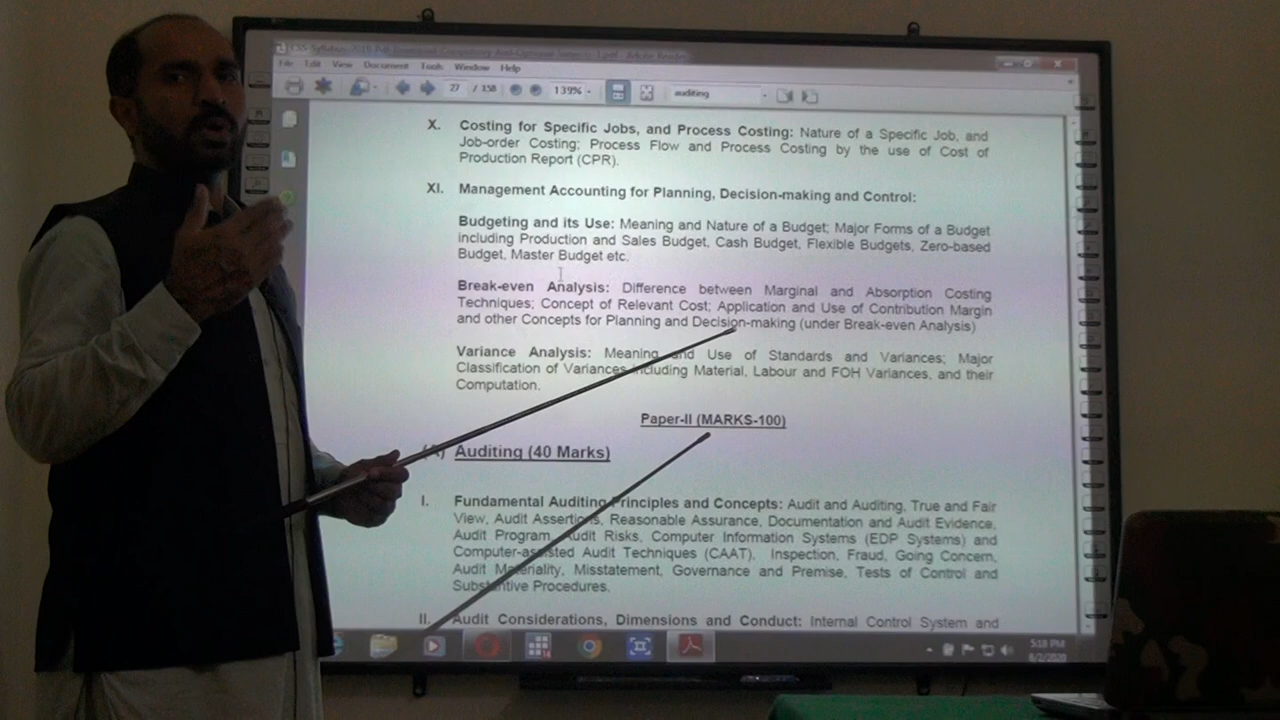 File Edit View Document Tools Window Help
27 / 158 139% auditing
X. Costing for Specific Jobs, and Process Costing: Nature of a Specific Job, and
Job-order Costing; Process Flow and Process Costing by the use of Cost of
Production Report (CPR).
XI. Management Accounting for Planning, Decision-making and Control:
Budgeting and its Use: Meaning and Nature of a Budget; Major Forms of a Budget
including Production and Sales Budget, Cash Budget, Flexible Budgets, Zero-based
Budget, Master Budget etc.
Break-even Analysis: Difference between Marginal and Absorption Costing
Techniques; Concept of Relevant Cost; Application and Use of Contribution Margin
and other Concepts for Planning and Decision-making (under Break-even Analysis)
Variance Analysis: Meaning and Use of Standards and Variances; Major
Classification of Variances including Material, Labour and FOH Variances, and their
Computation.
Paper-II (MARKS-100)
(A) Auditing (40 Marks)
I. Fundamental Auditing Principles and Concepts: Audit and Auditing, True and Fair
View, Audit Assertions, Reasonable Assurance, Documentation and Audit Evidence,
Audit Program, Audit Risks, Computer Information Systems (EDP Systems) and
Computer-assisted Audit Techniques (CAAT). Inspection, Fraud, Going Concern,
Audit Materiality, Misstatement, Governance and Premise, Tests of Control and
Substantive Procedures.
II. Audit Considerations, Dimensions and Conduct: Internal Control System and
5:18 PM
8/2/2020